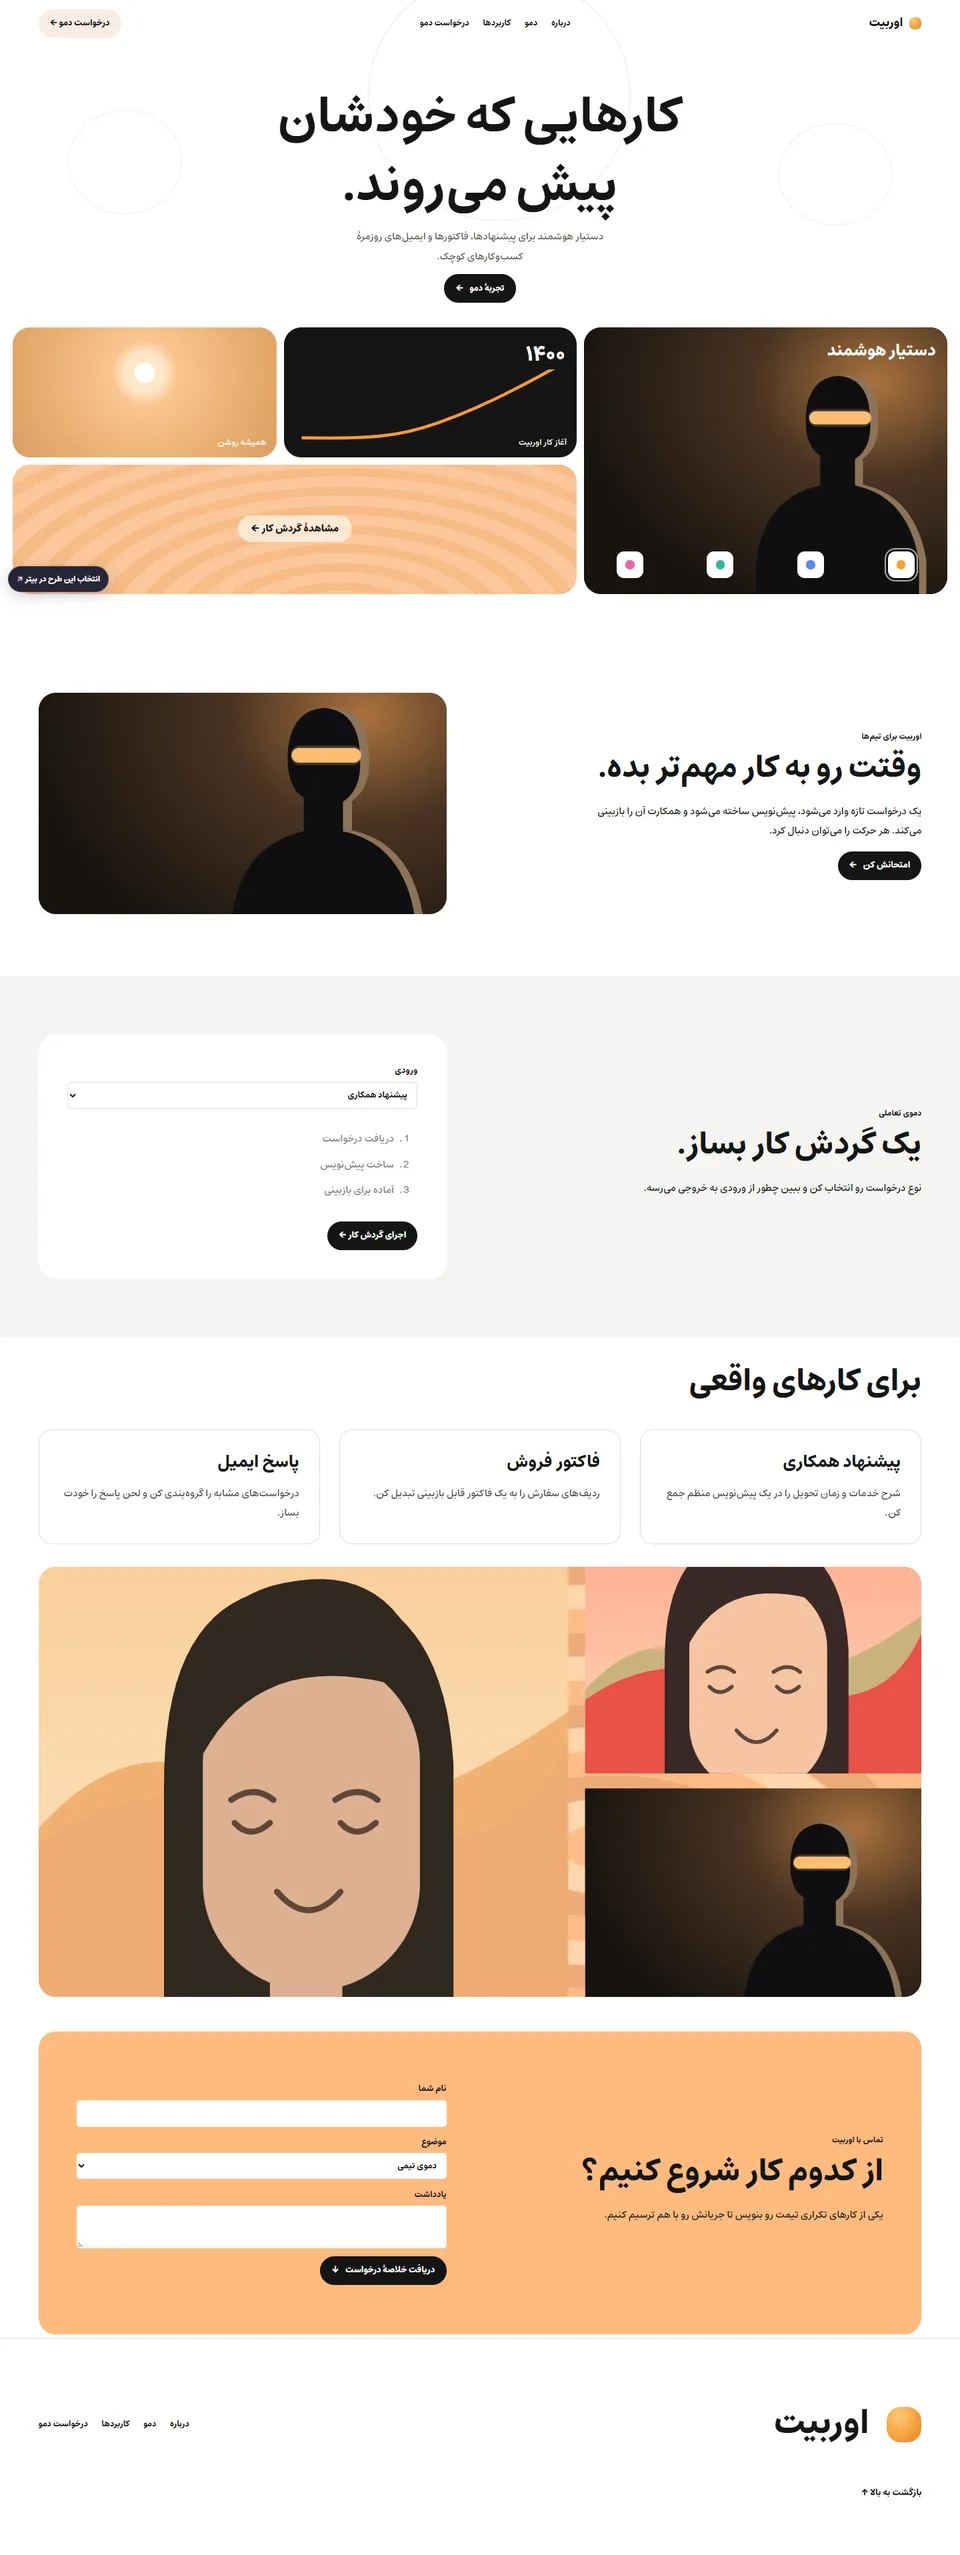 اوربیت
درباره
دمو
کاربردها
درخواست دمو
درخواست دمو ←
کارهایی که خودشان
پیش می‌روند.
دستیار هوشمند برای پیشنهادها، فاکتورها و ایمیل‌های روزمرهٔ
کسب‌وکارهای کوچک.
تجربهٔ دمو ←
دستیار هوشمند
۱۴۰۰
آغاز کار اوربیت
همیشه روشن
مشاهدهٔ گردش کار ←
انتخاب این طرح در بیتر ↗
اوربیت برای تیم‌ها
وقتت رو به کار مهم‌تر بده.
یک درخواست تازه وارد می‌شود، پیش‌نویس ساخته می‌شود و همکارت آن را بازبینی
می‌کند. هر حرکت را می‌توان دنبال کرد.
امتحانش کن ←
دموی تعاملی
یک گردش کار بساز.
نوع درخواست رو انتخاب کن و ببین چطور از ورودی به خروجی می‌رسه.
ورودی
پیشنهاد همکاری
1. دریافت درخواست
2. ساخت پیش‌نویس
3. آماده برای بازبینی
اجرای گردش کار ←
برای کارهای واقعی
پیشنهاد همکاری
شرح خدمات و زمان تحویل را در یک پیش‌نویس منظم جمع
کن.
فاکتور فروش
ردیف‌های سفارش را به یک فاکتور قابل بازبینی تبدیل کن.
پاسخ ایمیل
درخواست‌های مشابه را گروه‌بندی کن و لحن پاسخ را خودت
بساز.
تماس با اوربیت
از کدوم کار شروع کنیم؟
یکی از کارهای تکراری تیمت رو بنویس تا جریانش رو با هم ترسیم کنیم.
نام شما
موضوع
دموی تیمی
یادداشت
دریافت خلاصهٔ درخواست ↓
اوربیت
درباره
دمو
کاربردها
درخواست دمو
بازگشت به بالا ↑